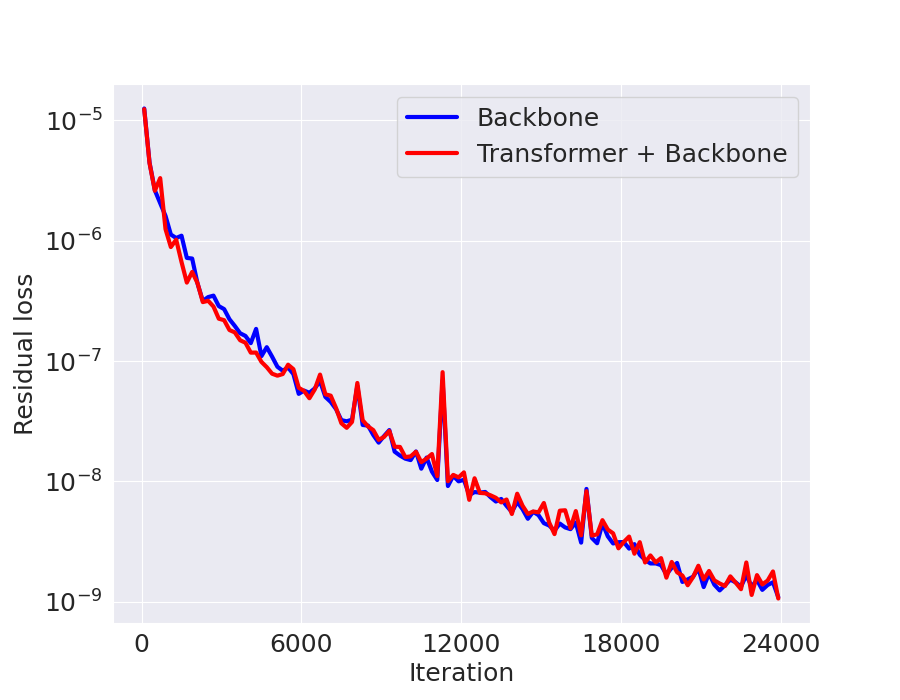 Backbone
Transformer + Backbone
Residual loss
10⁻⁵
10⁻⁶
10⁻⁷
10⁻⁸
10⁻⁹
0 6000 12000 18000 24000
Iteration